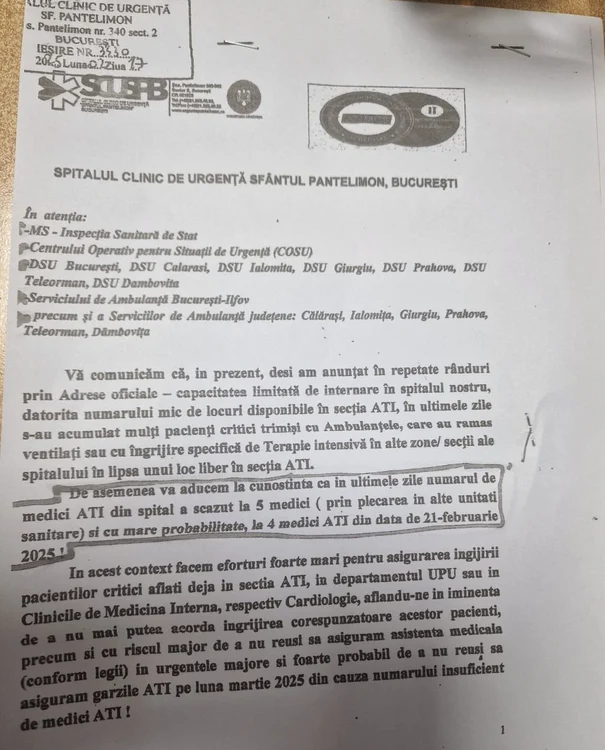 ALUL CLINIC DE URGENȚĂ
SF. PANTELIMON
s. Pantelimon nr. 340 sect. 2
BUCUREȘTI
IEȘIRE NR. 3330
SCUSPB
SPITALUL CLINIC DE URGENȚĂ SFÂNTUL PANTELIMON, BUCUREȘTI
În atenția:
-MS - Inspecția Sanitară de Stat
Centrului Operativ pentru Situații de Urgență (COSU)
DSU București, DSU Calarasi, DSU Ialomita, DSU Giurgiu, DSU Prahova, DSU
Teleorman, DSU Dambovita
Serviciului de Ambulanță București-Ilfov
precum și a Serviciilor de Ambulanță județene: Călărași, Ialomița, Giurgiu, Prahova,
Teleorman, Dâmbovița
Vă comunicăm că, in prezent, desi am anunțat în repetate rânduri
prin Adrese oficiale – capacitatea limitată de internare în spitalul nostru,
datorita numarului mic de locuri disponibile în secția ATI, în ultimele zile
s-au acumulat mulți pacienți critici trimiși cu Ambulanțele, care au ramas
ventilați sau cu îngrijire specifică de Terapie intensivă în alte zone/ secții ale
spitalului în lipsa unui loc liber în secția ATI.
De asemenea va aducem la cunostinta ca in ultimele zile numarul de
medici ATI din spital a scazut la 5 medici ( prin plecarea in alte unitati
sanitare) si cu mare probabilitate, la 4 medici ATI din data de 21-februarie
2025 !
In acest context facem eforturi foarte mari pentru asigurarea ingijirii
pacientilor critici aflati deja in sectia ATI, in departamentul UPU sau in
Clinicile de Medicina Interna, respectiv Cardiologie, aflandu-ne in iminenta
de a nu mai putea acorda ingrijirea corespunzatoare acestor pacienti,
precum si cu riscul major de a nu reusi sa asiguram asistenta medicala
(conform legii) in urgentele majore si foarte probabil de a nu reuși sa
asiguram garzile ATI pe luna martie 2025 din cauza numarului insuficient
de medici ATI !
1